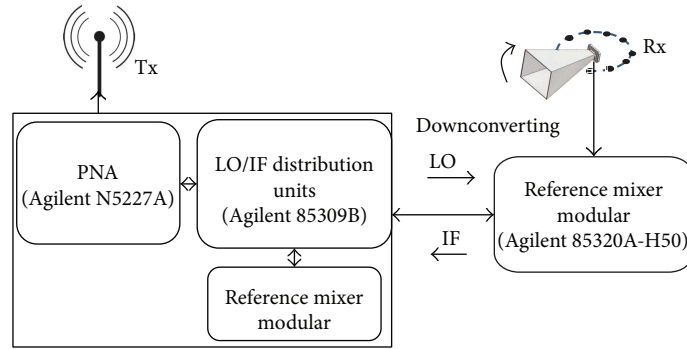 Tx
Rx
PNA
(Agilent N5227A)
LO/IF distribution
units
(Agilent 85309B)
Reference mixer
modular
Downconverting
LO
IF
Reference mixer
modular
(Agilent 85320A-H50)